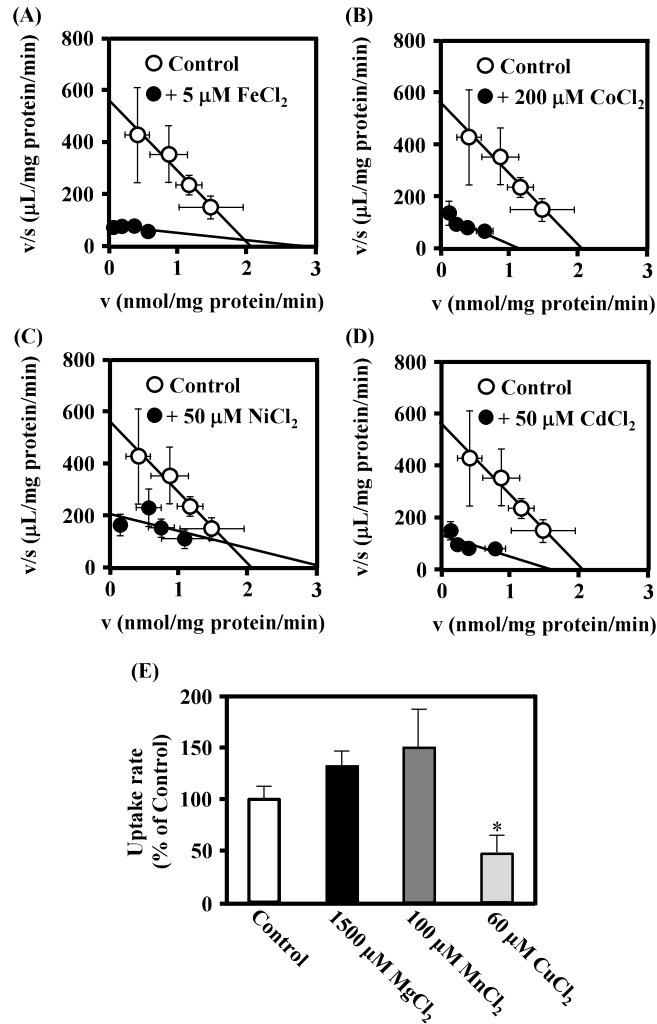 (A)
v/s (μL/mg protein/min)
800
600
400
200
0
Control
+ 5 μM FeCl₂
0 1 2 3
v (nmol/mg protein/min)
(B)
v/s (μL/mg protein/min)
800
600
400
200
0
Control
+ 200 μM CoCl₂
0 1 2 3
v (nmol/mg protein/min)
(C)
v/s (μL/mg protein/min)
800
600
400
200
0
Control
+ 50 μM NiCl₂
0 1 2 3
v (nmol/mg protein/min)
(D)
v/s (μL/mg protein/min)
800
600
400
200
0
Control
+ 50 μM CdCl₂
0 1 2 3
v (nmol/mg protein/min)
(E)
Uptake rate
(% of Control)
200
150
100
50
0
*
Control
1500 μM MgCl₂
100 μM MnCl₂
60 μM CuCl₂